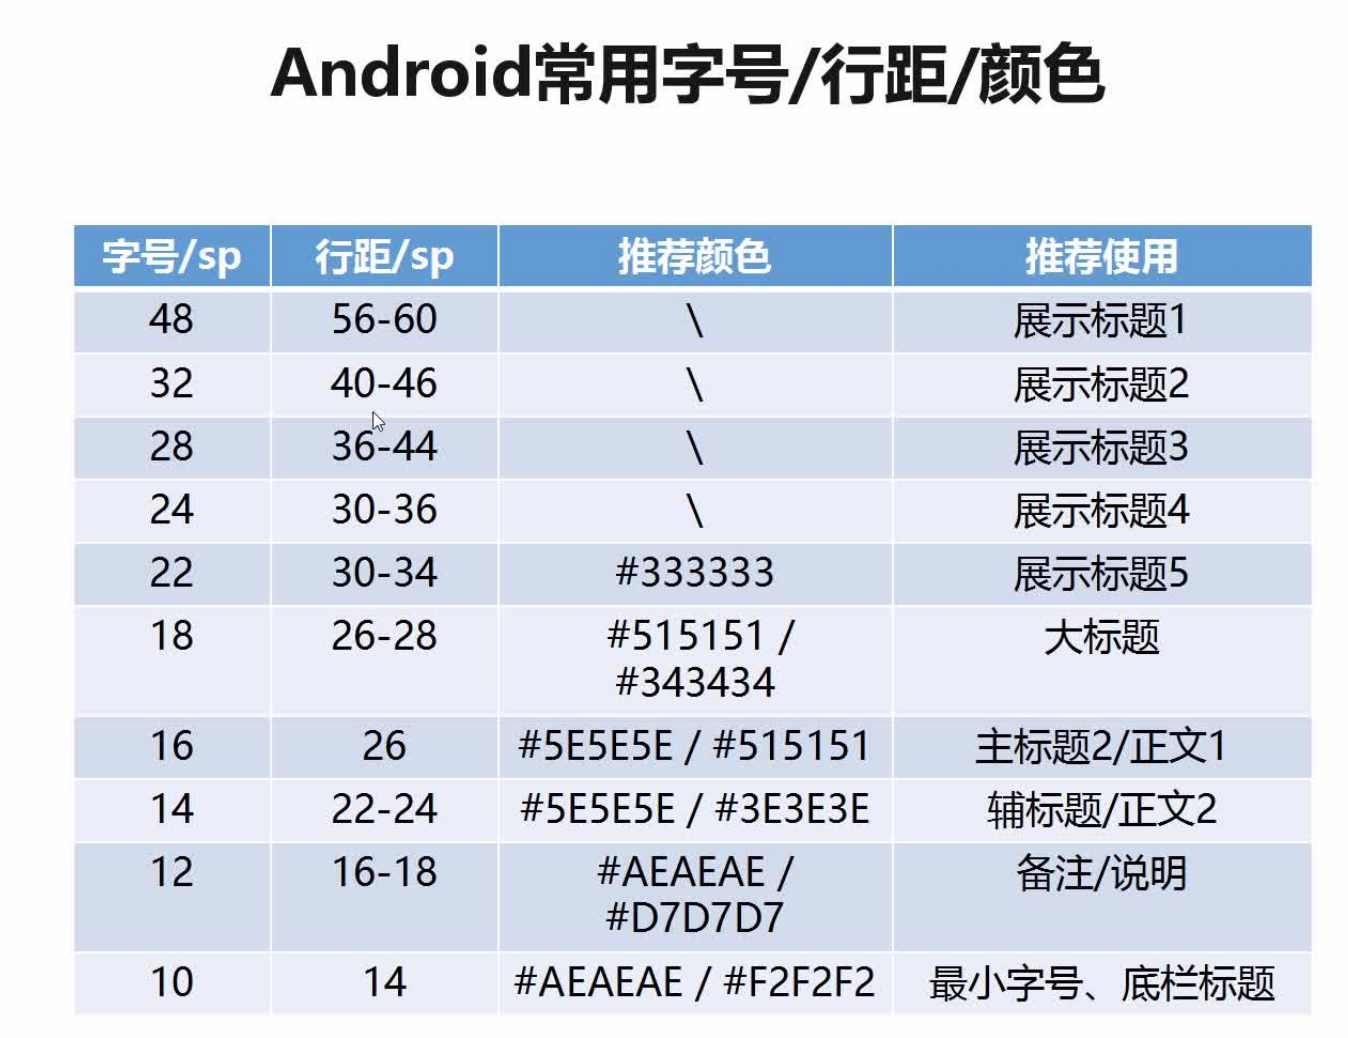 Android常用字号/行距/颜色
字号/sp 行距/sp 推荐颜色 推荐使用
48 56-60 \ 展示标题1
32 40-46 \ 展示标题2
28 36-44 \ 展示标题3
24 30-36 \ 展示标题4
22 30-34 #333333 展示标题5
18 26-28 #515151 / 大标题
#343434
16 26 #5E5E5E / #515151 主标题2/正文1
14 22-24 #5E5E5E / #3E3E3E 辅标题/正文2
12 16-18 #AEAEAE / 备注/说明
#D7D7D7
10 14 #AEAEAE / #F2F2F2 最小字号、底栏标题